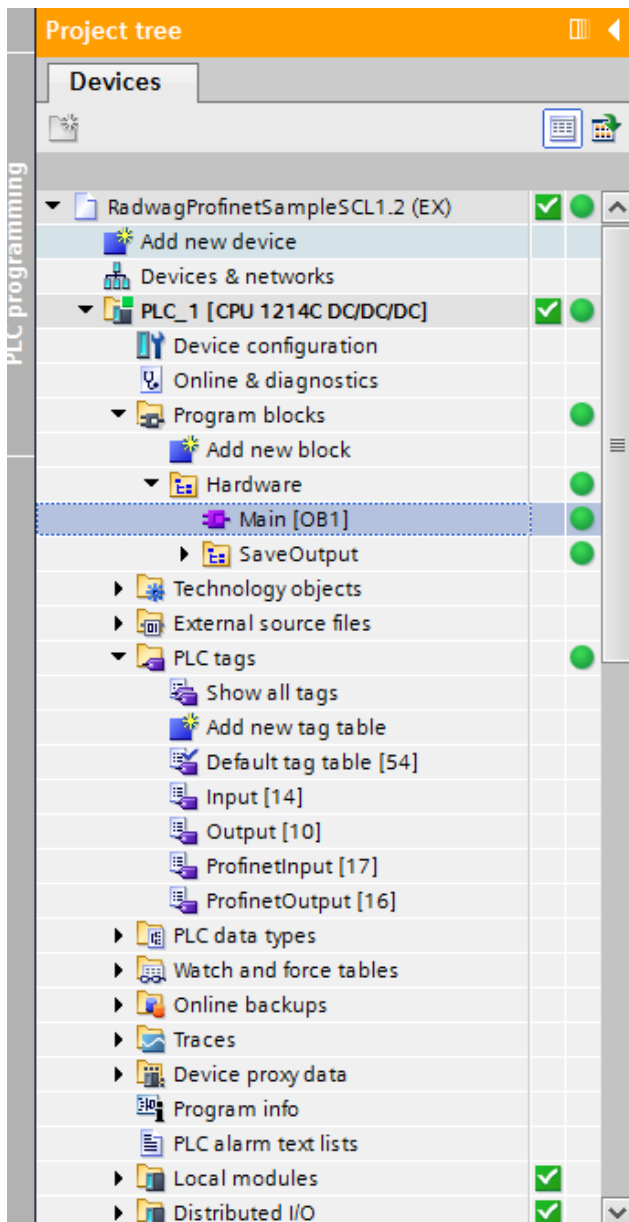 Project tree
Devices
PLC programming
RadwagProfinetSampleSCL1.2 (EX)
Add new device
Devices & networks
PLC_1 [CPU 1214C DC/DC/DC]
Device configuration
Online & diagnostics
Program blocks
Add new block
Hardware
Main [OB1]
SaveOutput
Technology objects
External source files
PLC tags
Show all tags
Add new tag table
Default tag table [54]
Input [14]
Output [10]
ProfinetInput [17]
ProfinetOutput [16]
PLC data types
Watch and force tables
Online backups
Traces
Device proxy data
Program info
PLC alarm text lists
Local modules
Distributed I/O